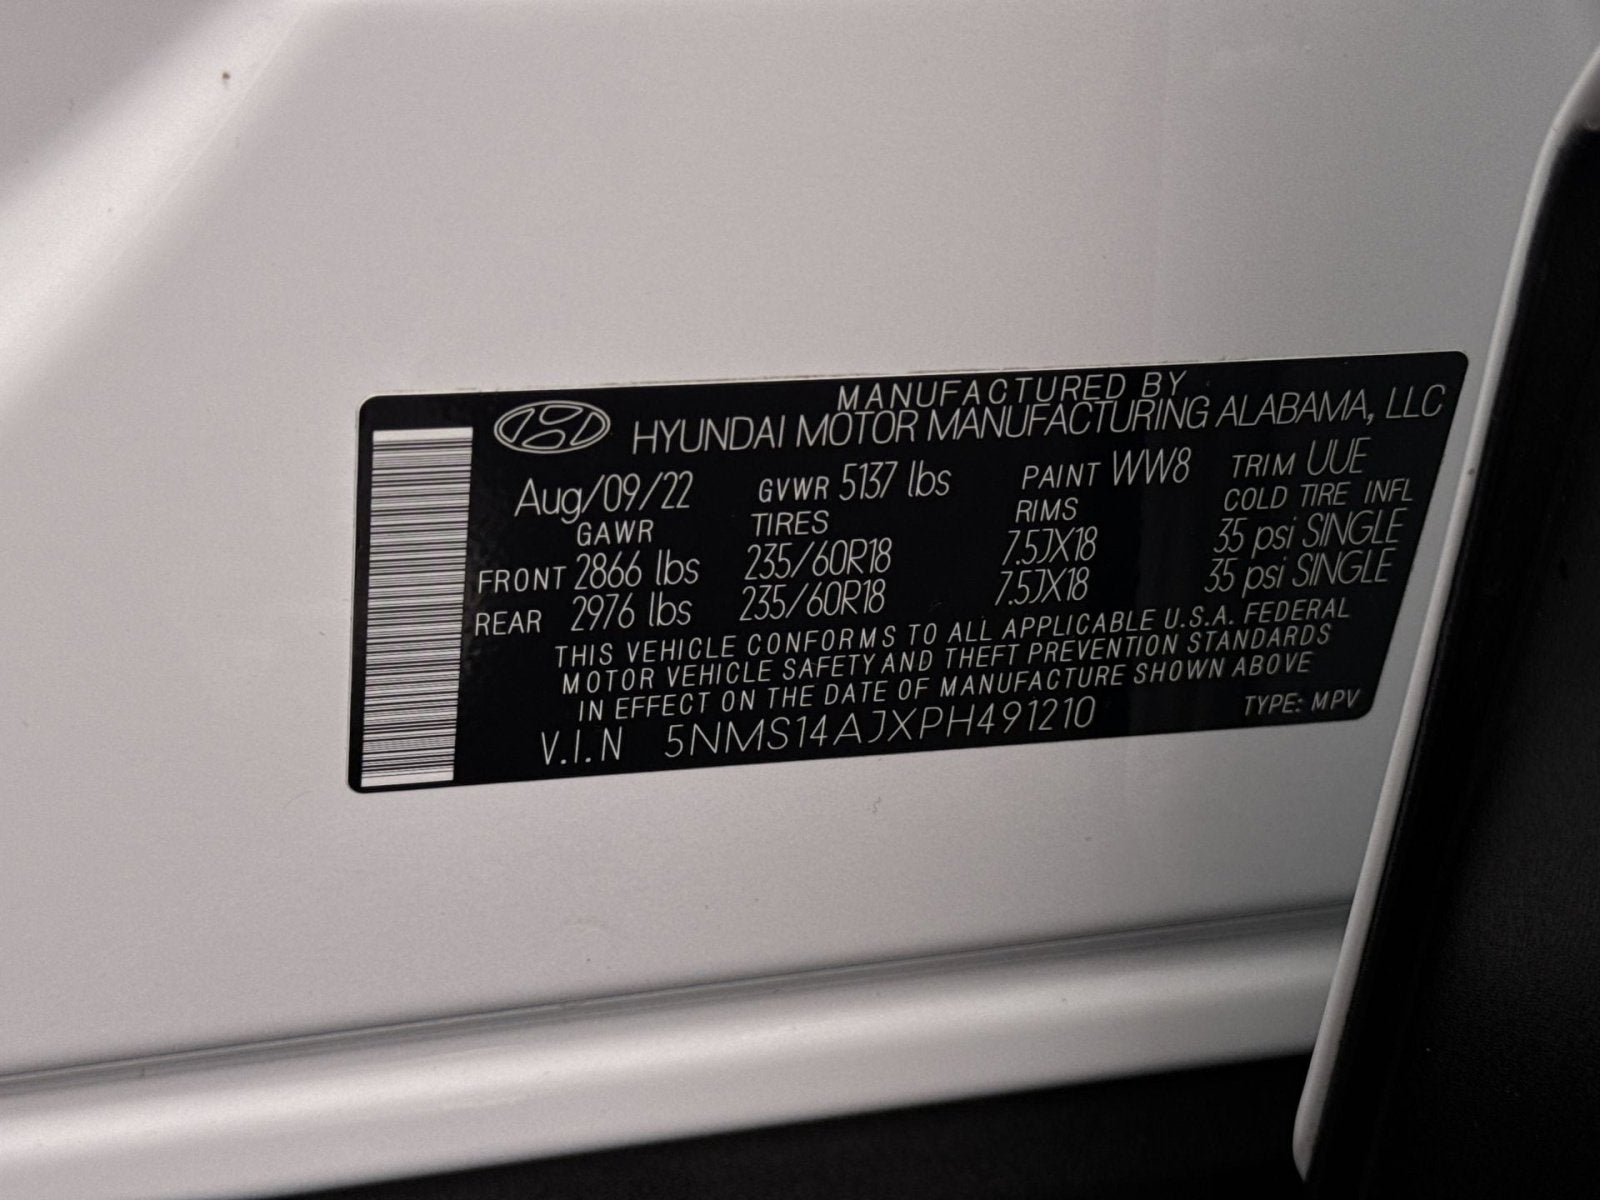 MANUFACTURED BY
HYUNDAI MOTOR MANUFACTURING ALABAMA, LLC
Aug/09/22 GVWR 5137 lbs PAINT WW8 TRIM UUE
GAWR TIRES RIMS COLD TIRE INFL
FRONT 2866 lbs 235/60R18 7.5JX18 35 psi SINGLE
REAR 2976 lbs 235/60R18 7.5JX18 35 psi SINGLE
THIS VEHICLE CONFORMS TO ALL APPLICABLE U.S.A. FEDERAL
MOTOR VEHICLE SAFETY AND THEFT PREVENTION STANDARDS
IN EFFECT ON THE DATE OF MANUFACTURE SHOWN ABOVE
V.I.N 5NMS14AJXPH491210 TYPE: MPV